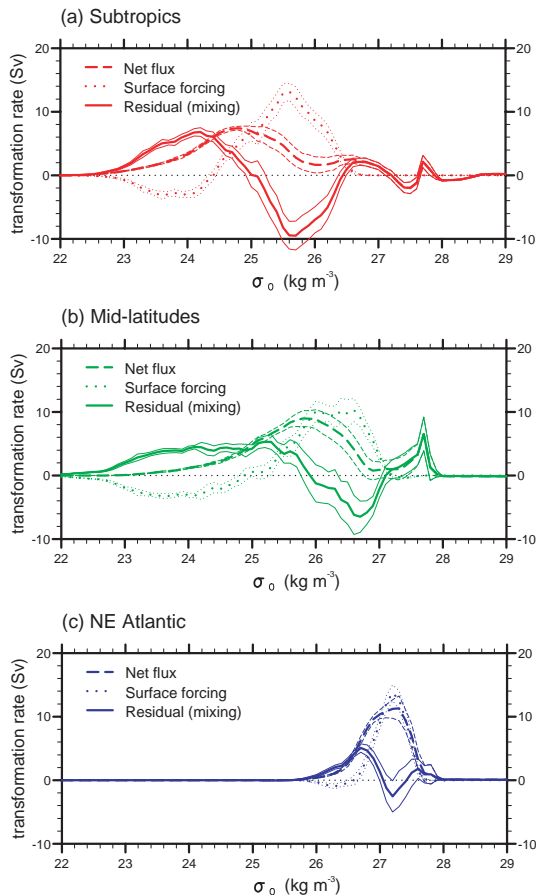 (a) Subtropics
transformation rate (Sv)
20
10
0
-10
20
10
0
-10
Net flux
Surface forcing
Residual (mixing)
22 23 24 25 26 27 28 29
σ₀ (kg m⁻³)
(b) Mid-latitudes
transformation rate (Sv)
20
10
0
-10
20
10
0
-10
Net flux
Surface forcing
Residual (mixing)
22 23 24 25 26 27 28 29
σ₀ (kg m⁻³)
(c) NE Atlantic
transformation rate (Sv)
20
10
0
-10
20
10
0
-10
Net flux
Surface forcing
Residual (mixing)
22 23 24 25 26 27 28 29
σ₀ (kg m⁻³)